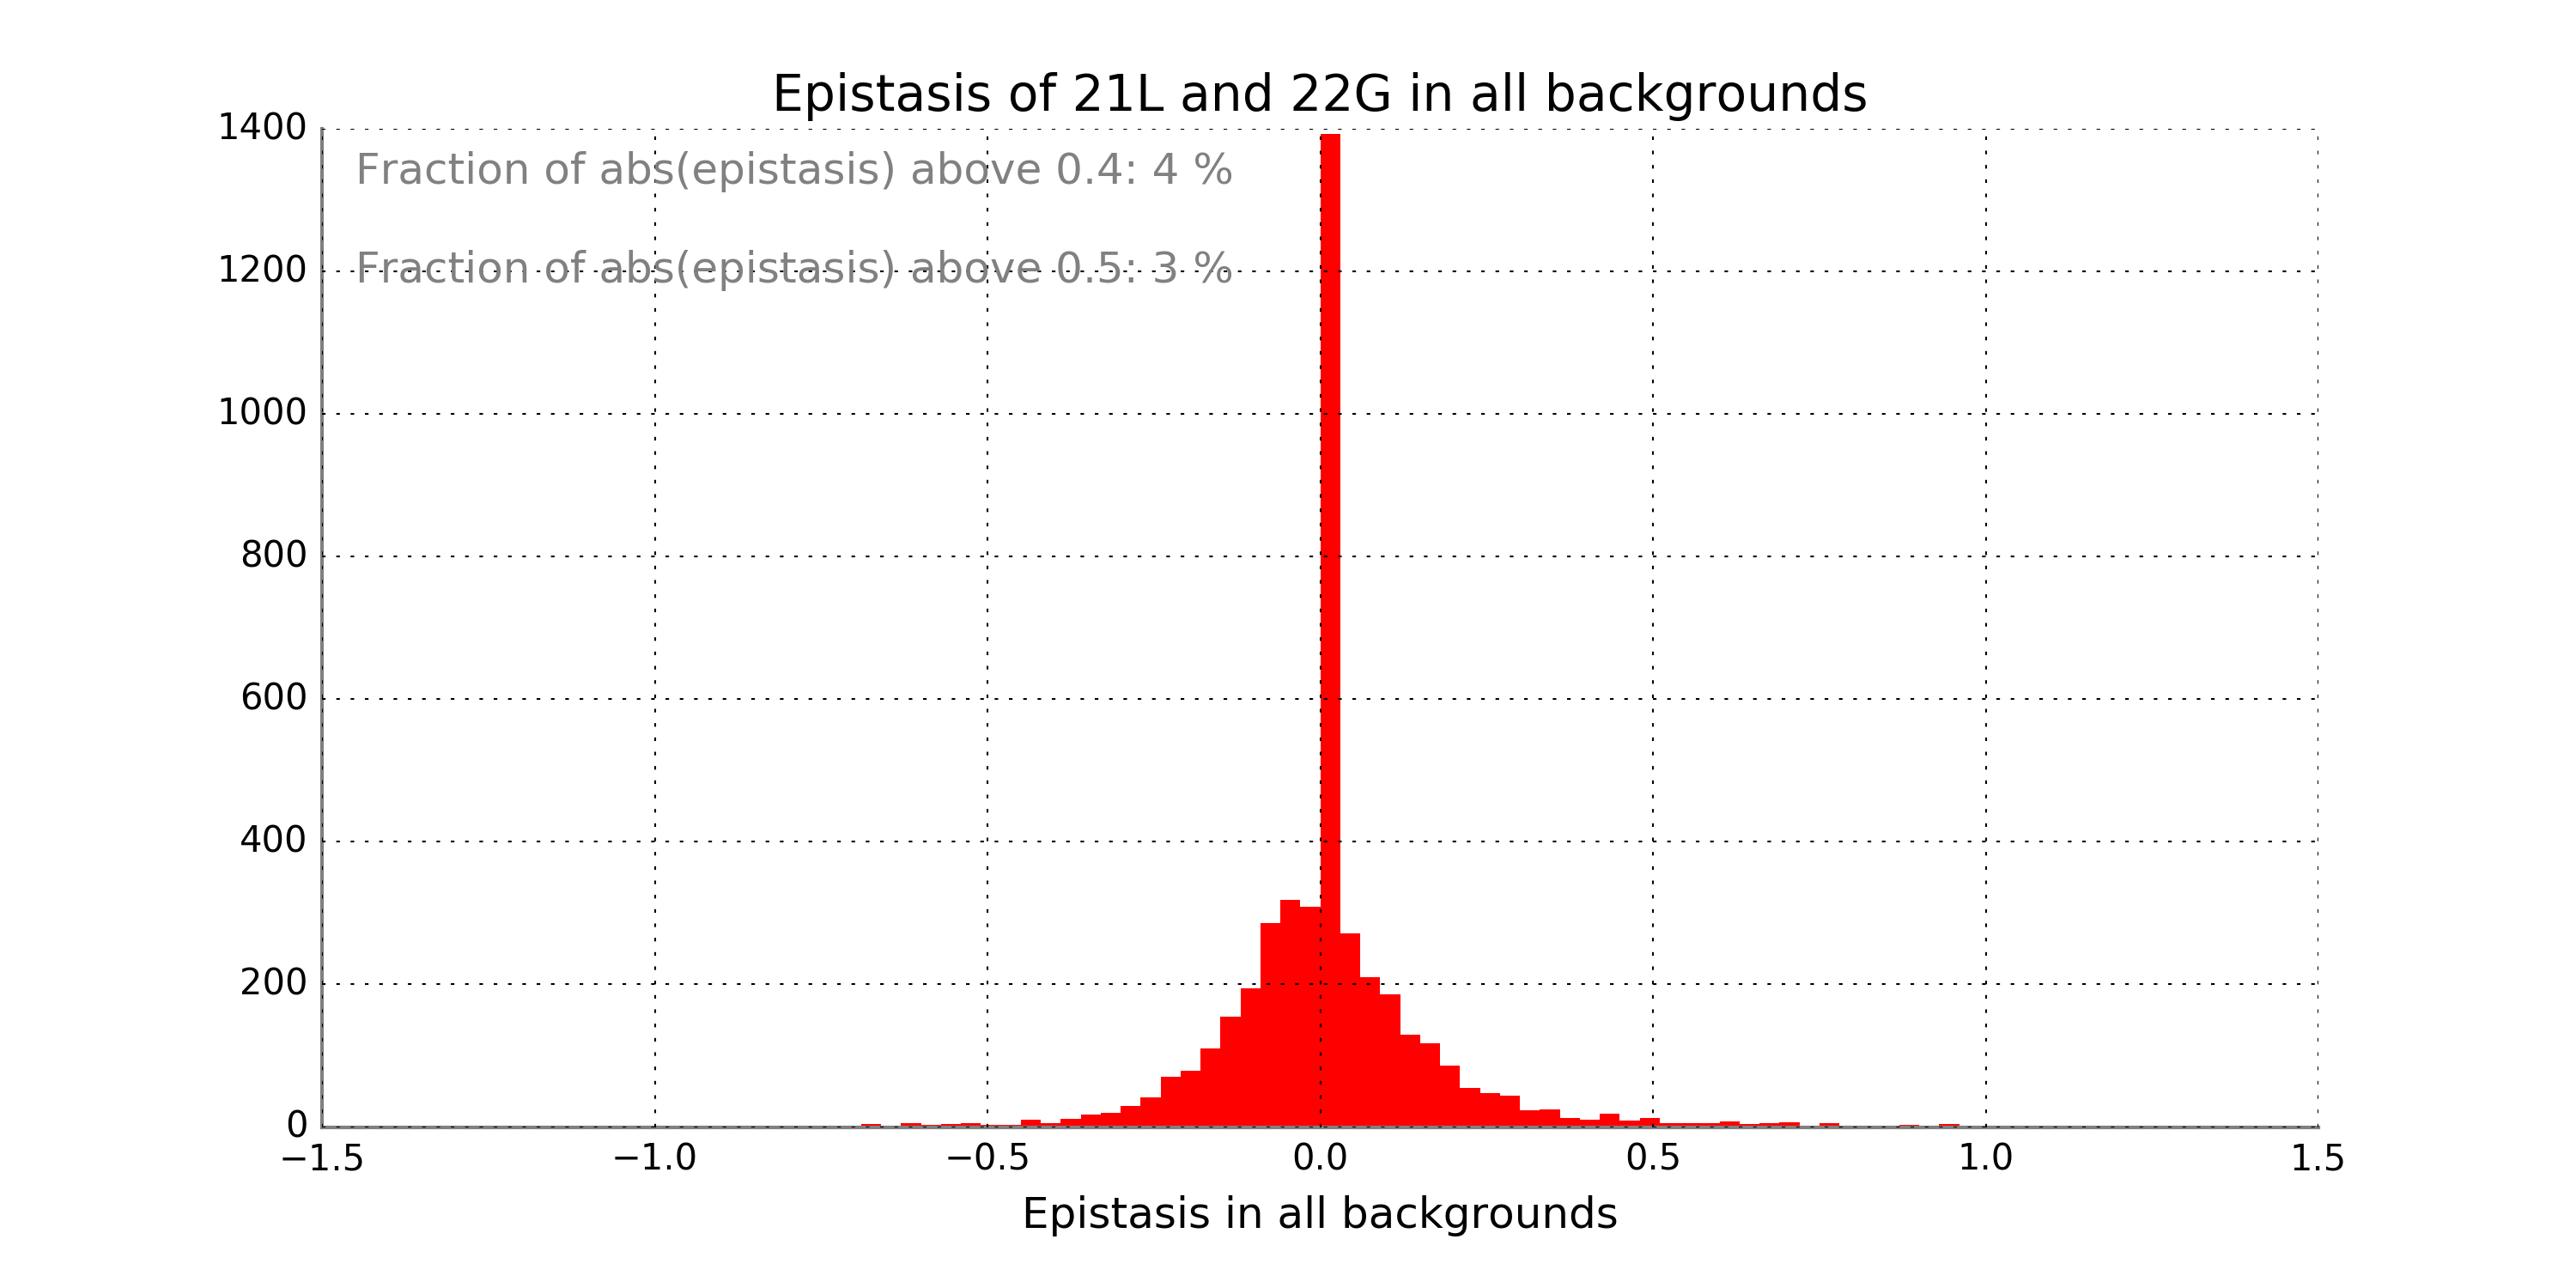 Epistasis of 21L and 22G in all backgrounds
1400
Fraction of abs(epistasis) above 0.4: 4 %
1200
Fraction of abs(epistasis) above 0.5: 3 %
1000
800
600
400
200
0
−1.5 −1.0 −0.5 0.0 0.5 1.0 1.5
Epistasis in all backgrounds